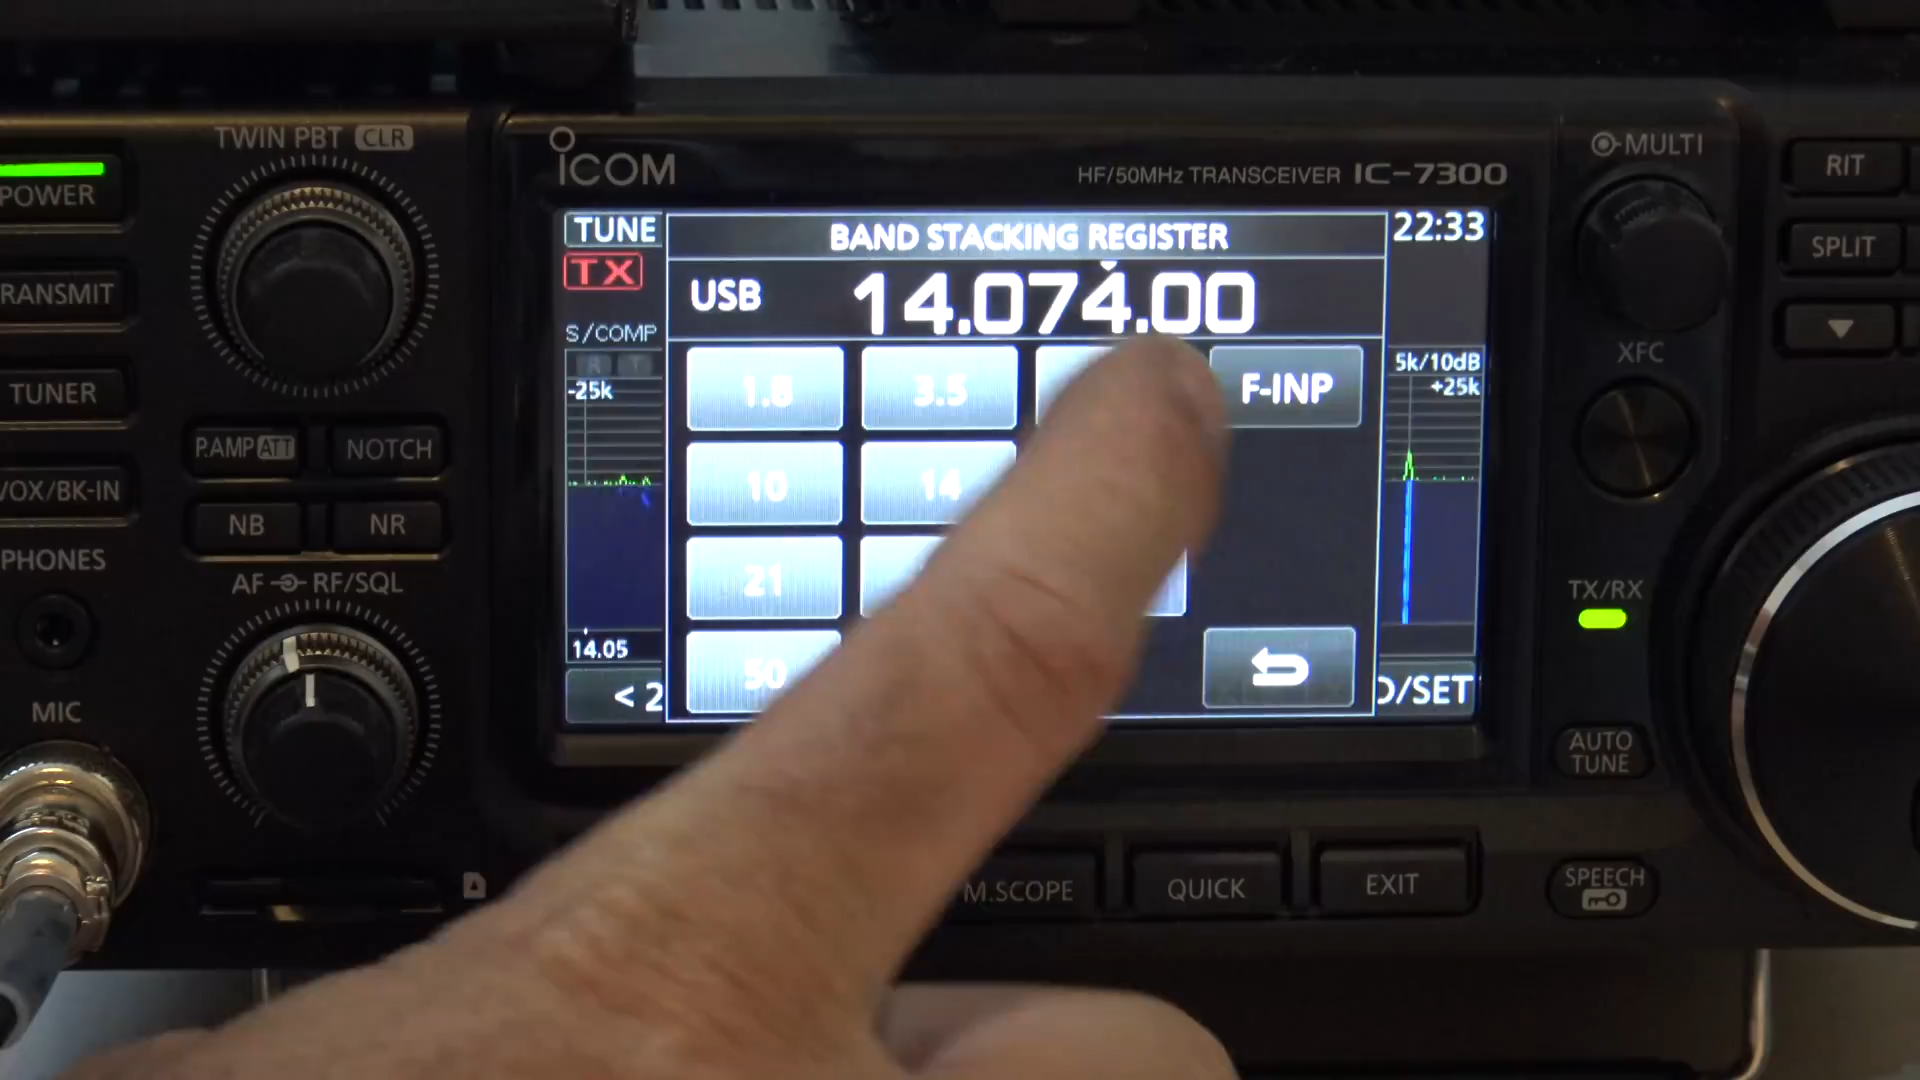 TWIN PBT CLR
POWER
RANSMIT
TUNER
VOX/BK-IN
P.AMP ATT
NOTCH
NB
NR
PHONES
AF RF/SQL
MIC
ICOM
HF/50MHz TRANSCEIVER IC-7300
TUNE
BAND STACKING REGISTER
22:33
TX
USB
14.074.00
S/COMP
R T
-25k
5k/10dB
+25k
1.8
3.5
F-INP
10
14
21
50
14.05
< 2
D/SET
M.SCOPE
QUICK
EXIT
MULTI
RIT
SPLIT
XFC
TX/RX
AUTO
TUNE
SPEECH